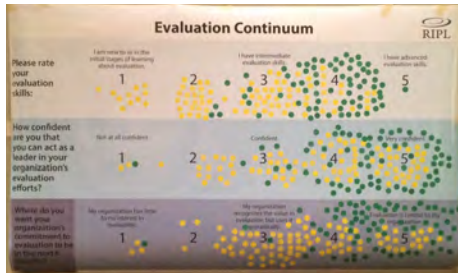 Evaluation Continuum
RIPL
Please rate
your
evaluation
skills:
I am new to or in the
initial stages of learning
about evaluation.
I have intermediate
evaluation skills.
I have advanced
evaluation skills.
1 2 3 4 5
How confident
are you that
you can act as a
leader in your
organization's
evaluation
efforts?
Not at all confident
Confident
Very confident
1 2 3 4 5
Where do you
want your
organization's
commitment to
evaluation to be
in the next
My organization has little
to no interest in
evaluation.
My organization
recognizes the value of
evaluation
1 2 3 4 5